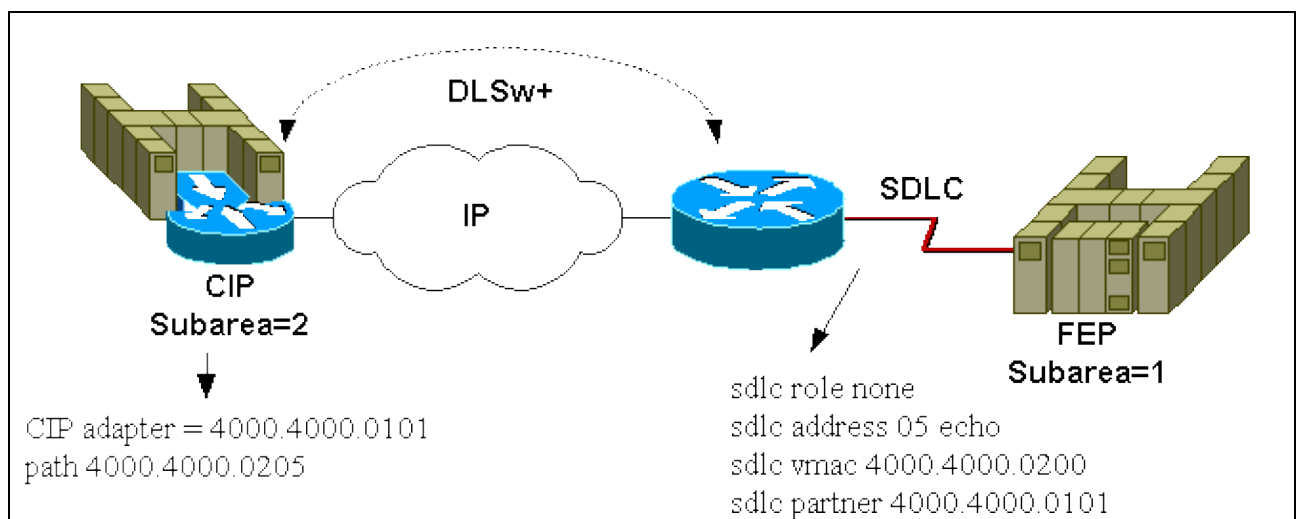 DLSw+
IP
SDLC
CIP
Subarea=2
FEP
Subarea=1
CIP adapter = 4000.4000.0101
path 4000.4000.0205
sdlc role none
sdlc address 05 echo
sdlc vmac 4000.4000.0200
sdlc partner 4000.4000.0101